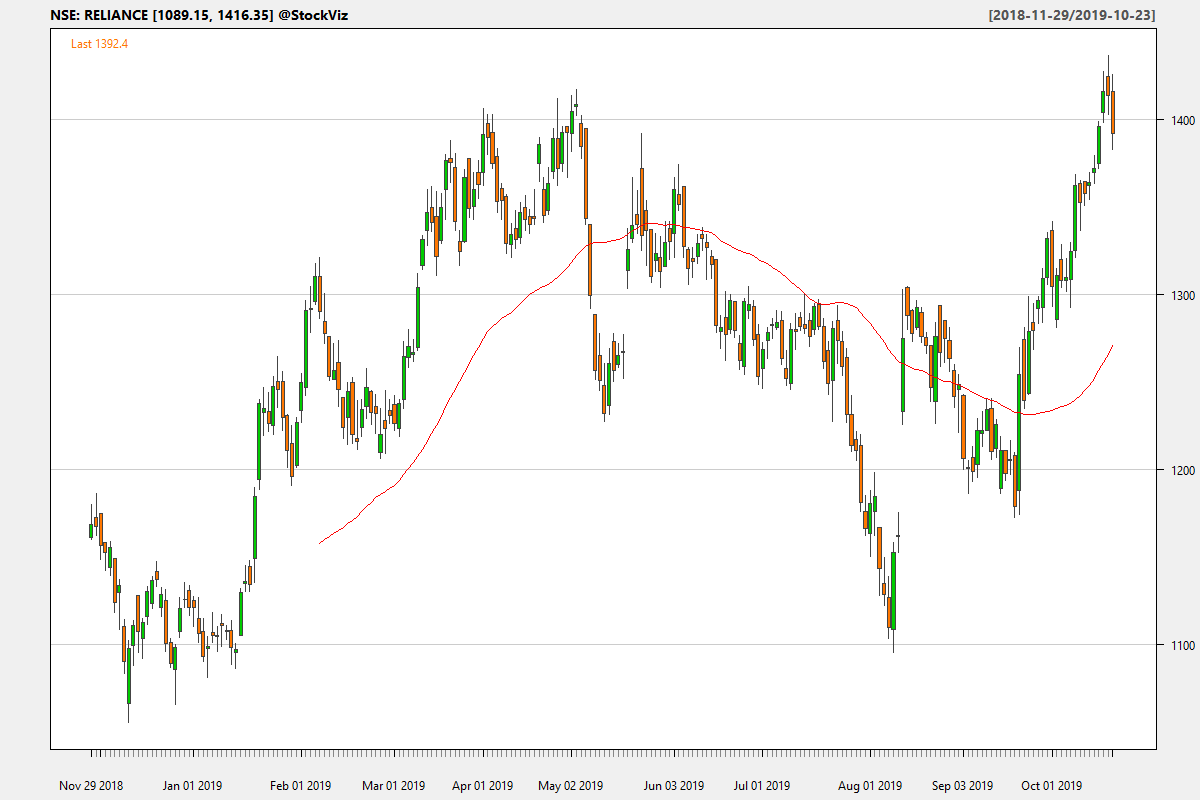 NSE: RELIANCE [1089.15, 1416.35] @StockViz
[2018-11-29/2019-10-23]
Last 1392.4
1400
1300
1200
1100
Nov 29 2018 Jan 01 2019 Feb 01 2019 Mar 01 2019 Apr 01 2019 May 02 2019 Jun 03 2019 Jul 01 2019 Aug 01 2019 Sep 03 2019 Oct 01 2019